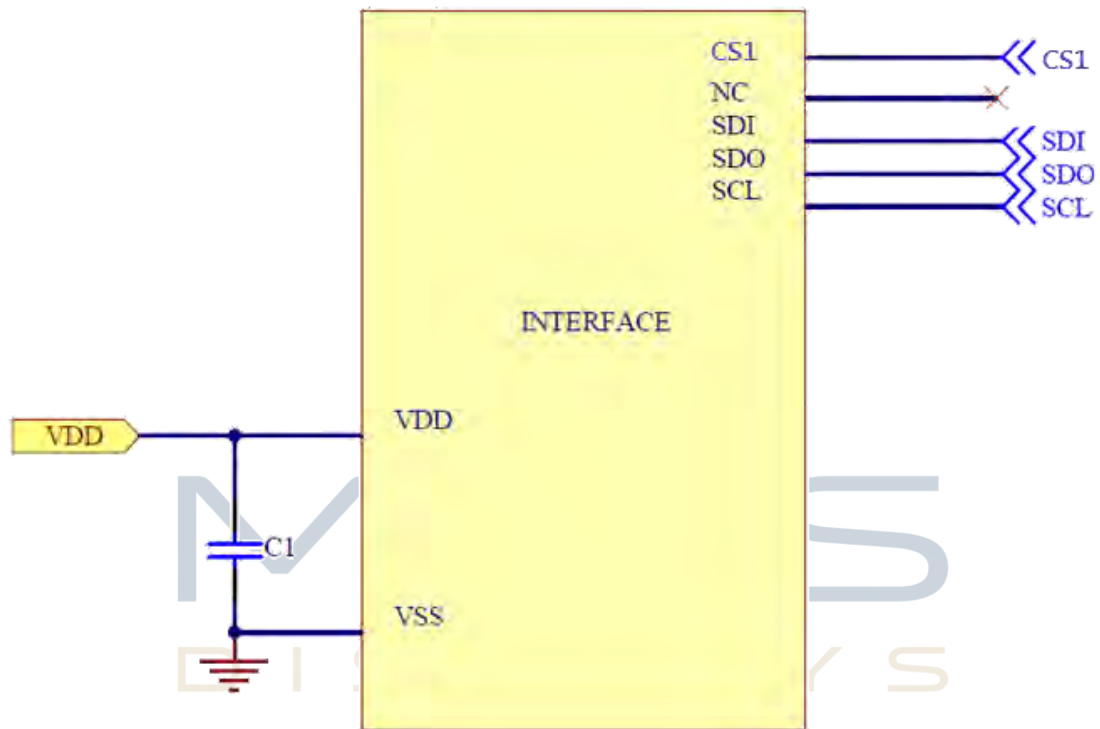 CS1 CS1
NC
SDI SDI
SDO SDO
SCL SCL
INTERFACE
VDD VDD
C1
VSS